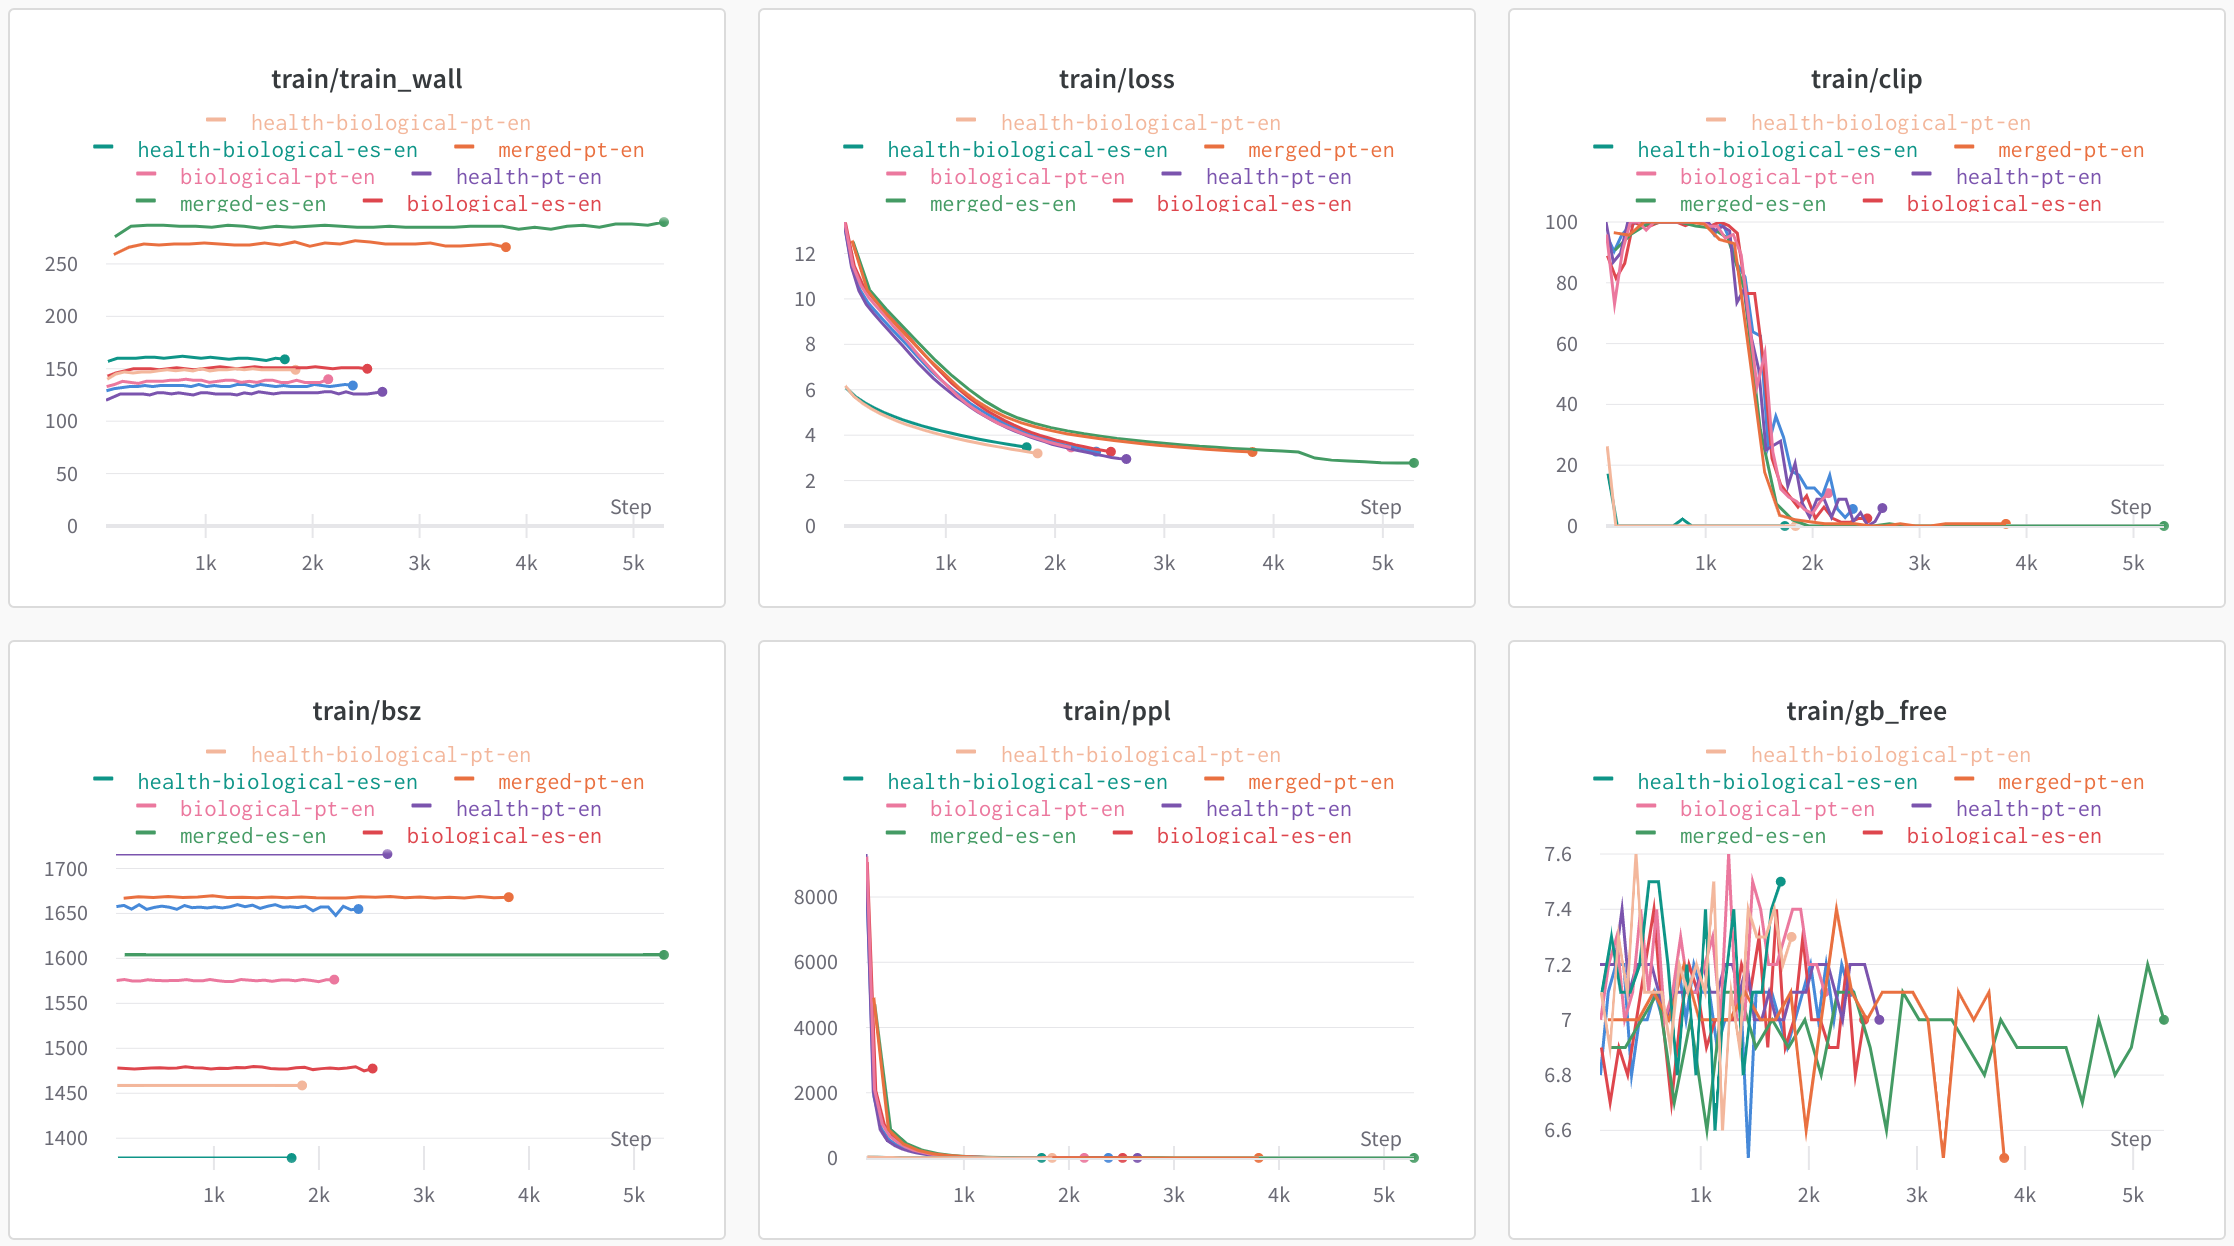 train/train_wall
health-biological-pt-en
health-biological-es-en merged-pt-en
biological-pt-en health-pt-en
merged-es-en biological-es-en
250
200
150
100
50
0
Step
1k 2k 3k 4k 5k
train/loss
health-biological-pt-en
health-biological-es-en merged-pt-en
biological-pt-en health-pt-en
merged-es-en biological-es-en
12
10
8
6
4
2
0
Step
1k 2k 3k 4k 5k
train/clip
health-biological-pt-en
health-biological-es-en merged-pt-en
biological-pt-en health-pt-en
merged-es-en biological-es-en
100
80
60
40
20
0
Step
1k 2k 3k 4k 5k
train/bsz
health-biological-pt-en
health-biological-es-en merged-pt-en
biological-pt-en health-pt-en
merged-es-en biological-es-en
1700
1650
1600
1550
1500
1450
1400
Step
1k 2k 3k 4k 5k
train/ppl
health-biological-pt-en
health-biological-es-en merged-pt-en
biological-pt-en health-pt-en
merged-es-en biological-es-en
8000
6000
4000
2000
0
Step
1k 2k 3k 4k 5k
train/gb_free
health-biological-pt-en
health-biological-es-en merged-pt-en
biological-pt-en health-pt-en
merged-es-en biological-es-en
7.6
7.4
7.2
7
6.8
6.6
Step
1k 2k 3k 4k 5k